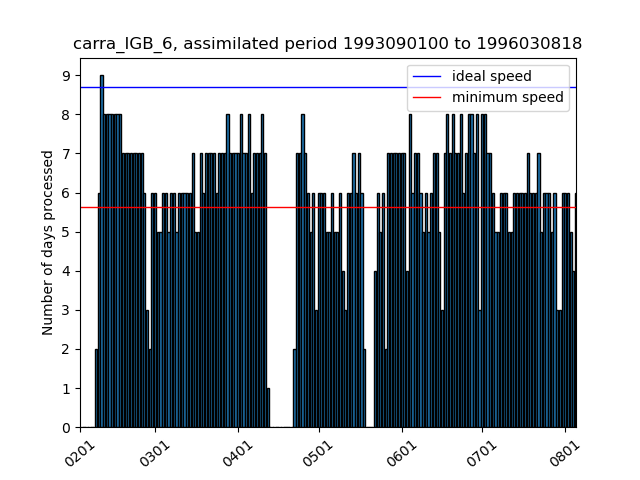 carra_IGB_6, assimilated period 1993090100 to 1996030818
ideal speed
minimum speed
Number of days processed
9
8
7
6
5
4
3
2
1
0
0201 0301 0401 0501 0601 0701 0801